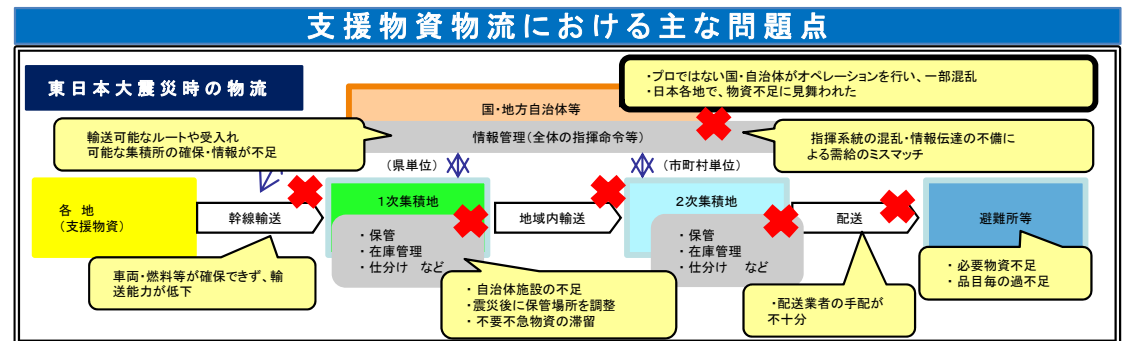 支援物資物流における主な問題点
東日本大震災時の物流
・プロではない国・自治体がオペレーションを行い、一部混乱
・日本各地で、物資不足に見舞われた
国・地方自治体等
情報管理(全体の指揮命令等)
輸送可能なルートや受入れ
可能な集積所の確保・情報が不足
指揮系統の混乱・情報伝達の不備に
よる需給のミスマッチ
(県単位)
(市町村単位)
各 地
(支援物資)
幹線輸送
1次集積地
・保管
・在庫管理
・仕分け など
地域内輸送
2次集積地
・保管
・在庫管理
・仕分け など
配送
避難所等
車両・燃料等が確保できず、輸
送能力が低下
・自治体施設の不足
・震災後に保管場所を調整
・不要不急物資の滞留
・配送業者の手配が
不十分
・必要物資不足
・品目毎の過不足